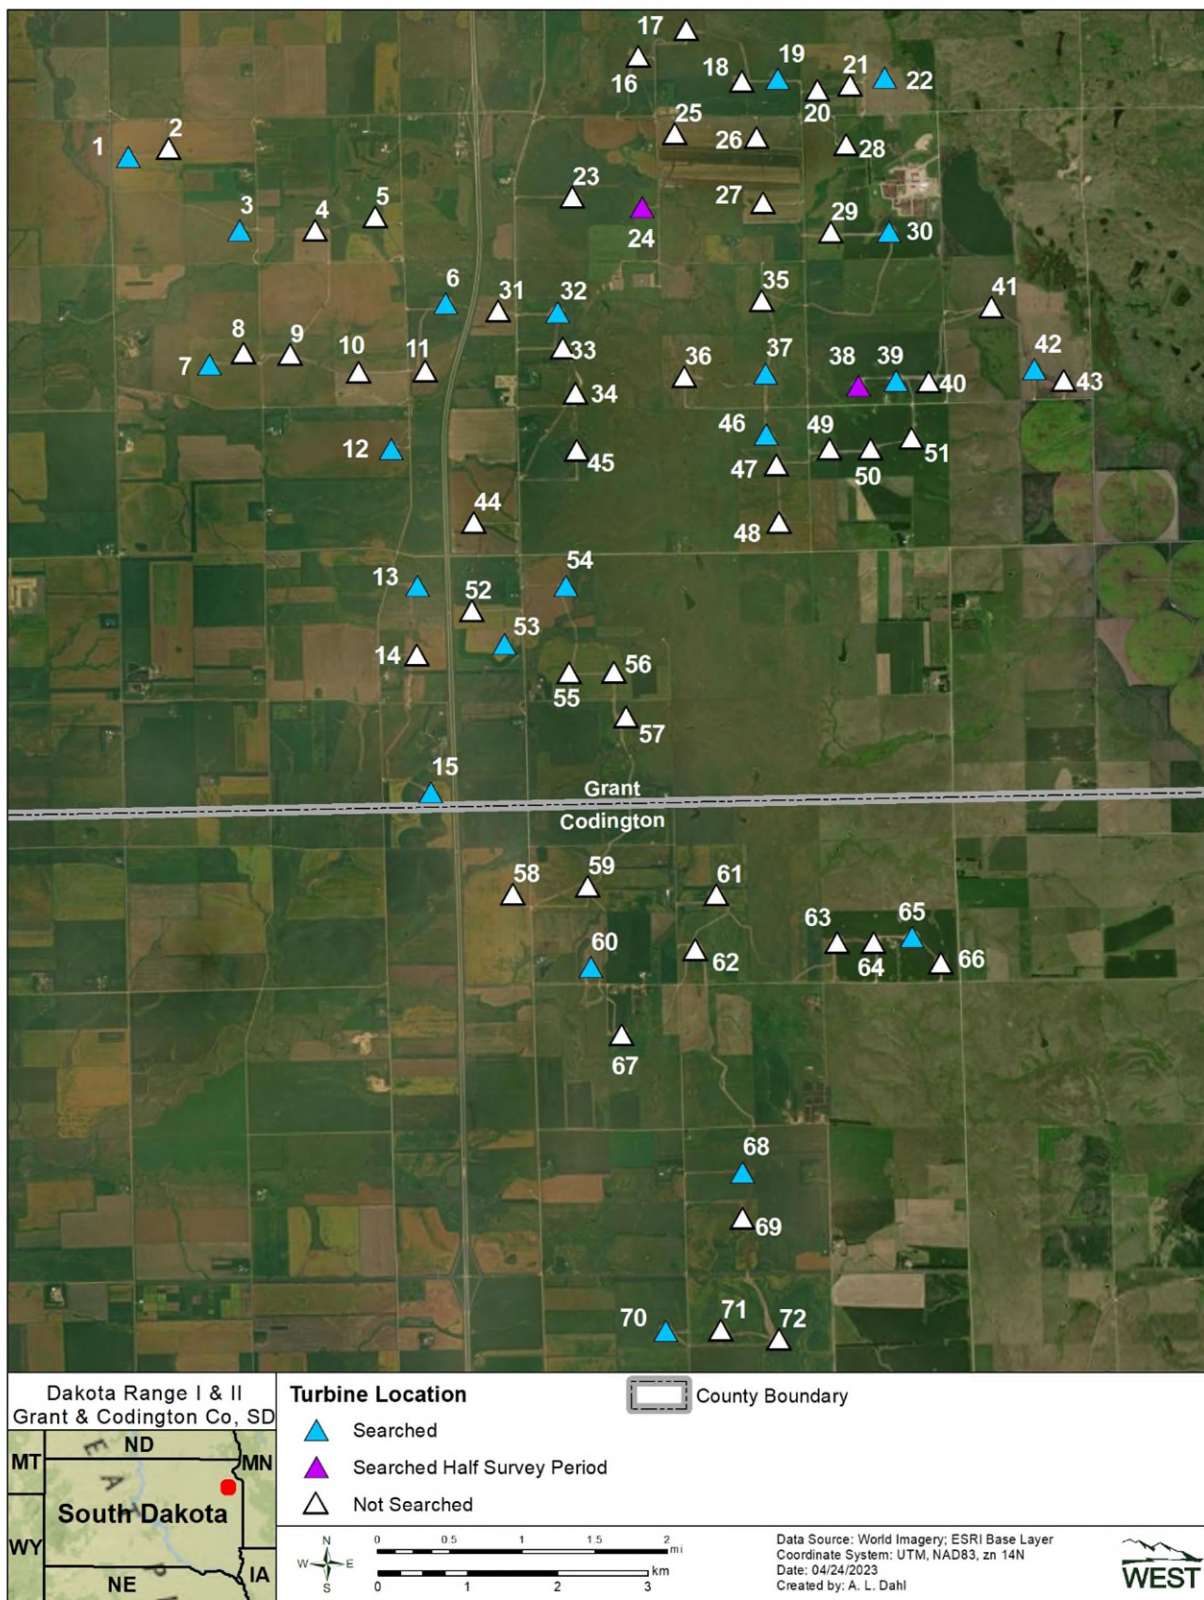 17
16
18
19
21
22
20
25
26
28
1
2
23
27
24
3
4
5
29
30
6
31
32
35
41
33
7
8
9
10
11
36
37
38
39
40
42
43
34
12
45
46
47
49
50
51
44
48
13
52
54
53
14
55
56
57
15
Grant
Codington
58
59
61
60
62
63
64
65
66
67
68
69
70
71
72
Dakota Range I & II
Grant & Codington Co, SD
MT
ND
MN
South Dakota
WY
NE
IA
Turbine Location
Searched
Searched Half Survey Period
Not Searched
County Boundary
N
W E
S
0 0.5 1 1.5 2
mi
km
0 1 2 3
Data Source: World Imagery; ESRI Base Layer
Coordinate System: UTM, NAD83, zn 14N
Date: 04/24/2023
Created by: A. L. Dahl
WEST